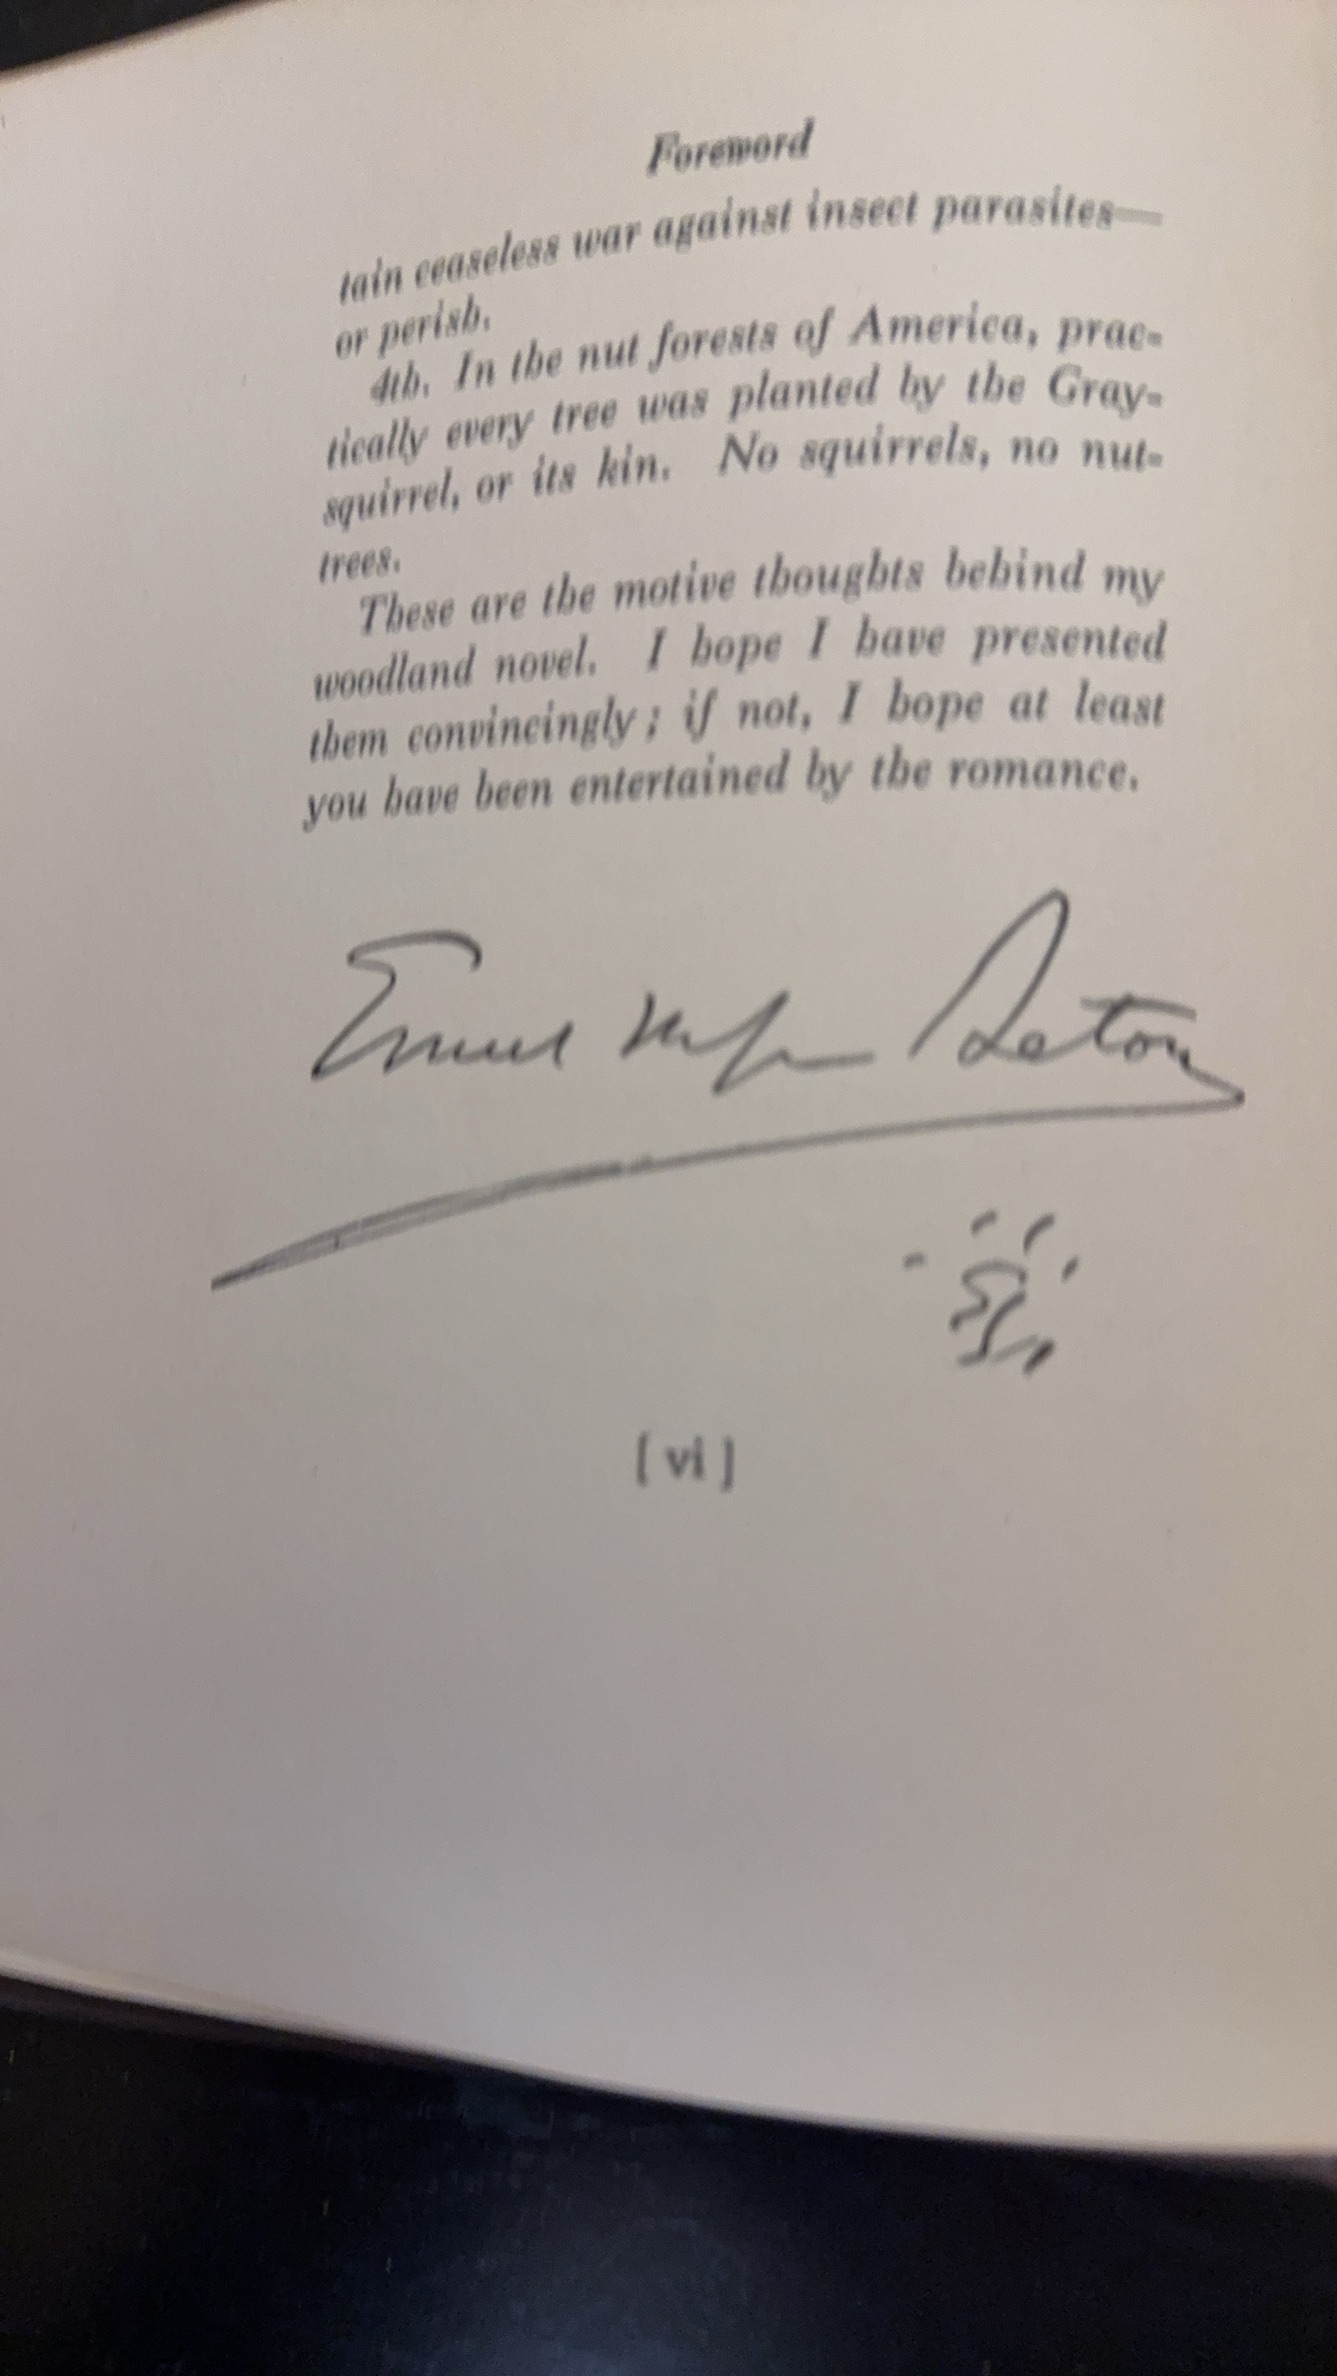 Foreword
tain ceaseless war against insect parasites—
or perish.
4th. In the nut forests of America, prac-
tically every tree was planted by the Gray-
squirrel, or its kin. No squirrels, no nut-
trees.
These are the motive thoughts behind my
woodland novel. I hope I have presented
them convincingly; if not, I hope at least
you have been entertained by the romance.
Ernest Thompson Seton
[ vi ]